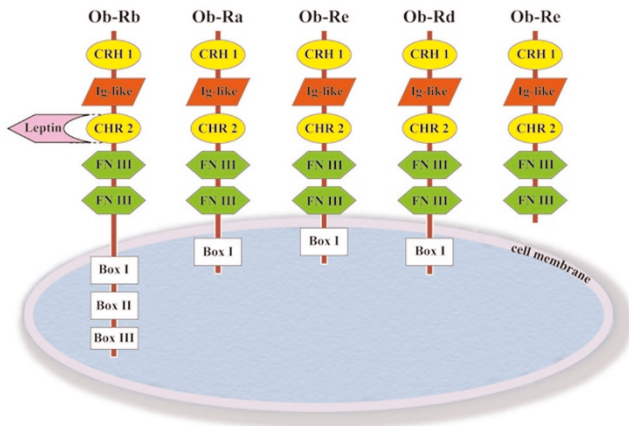 Ob-Rb Ob-Ra Ob-Re Ob-Rd Ob-Re
CRH 1 CRH 1 CRH 1 CRH 1 CRH 1
Ig-like Ig-like Ig-like Ig-like Ig-like
Leptin CHR 2 CHR 2 CHR 2 CHR 2 CHR 2
FN III FN III FN III FN III FN III
FN III FN III FN III FN III FN III
Box I Box I Box I Box I cell membrane
Box II
Box III